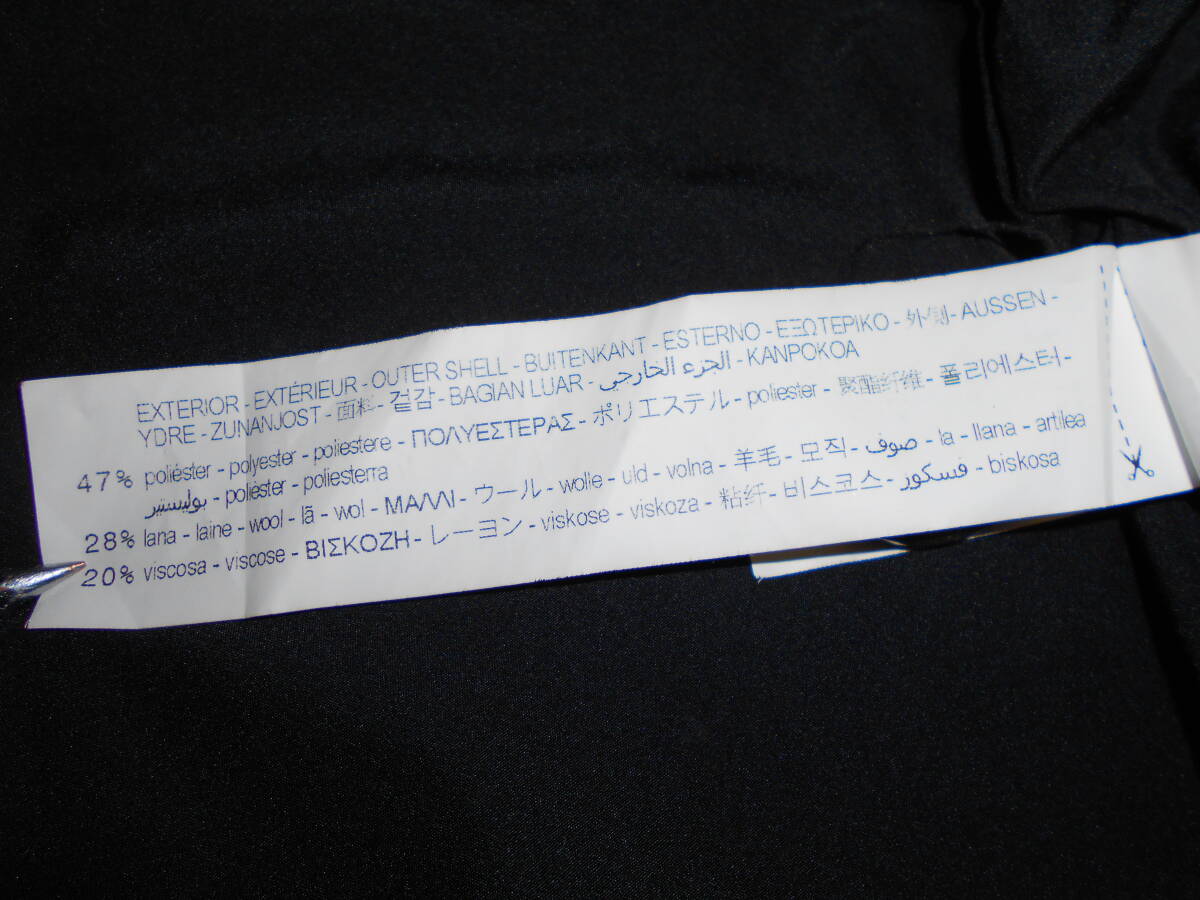 EXTERIOR - EXTÉRIEUR - OUTER SHELL - BUITENKANT - ESTERNO - ΕΞΩΤΕΡΙΚΟ - 外側 - AUSSEN -
YDRE - ZUNANJOST - 面料 - 겉감 - BAGIAN LUAR - الجزء الخارجي - KANPOKOA
47% poliéster - polyester - poliestere - ΠΟΛΥΕΣΤΕΡΑΣ - ポリエステル - poliester - 聚酯纤维 - 폴리에스터 -
بوليستير - polièster - poliesterra
28% lana - laine - wool - lã - wol - ΜΑΛΛΙ - ウール - wolle - uld - volna - 羊毛 - 모직 - صوف - la - llana - artilea
20% viscosa - viscose - ΒΙΣΚΟΖΗ - レーヨン - viskose - viskoza - 粘纤 - 비스코스 - فسكور - biskosa